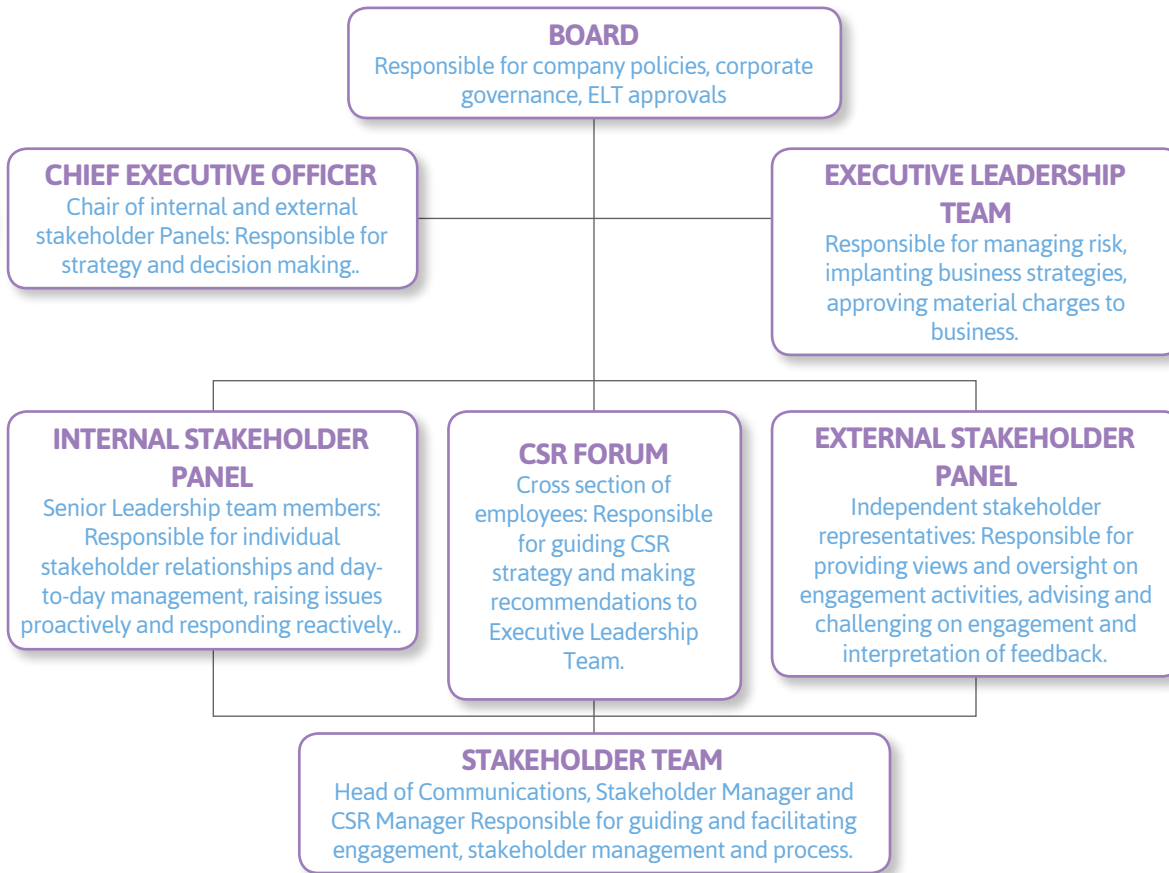 BOARD
Responsible for company policies, corporate
governance, ELT approvals
CHIEF EXECUTIVE OFFICER
Chair of internal and external
stakeholder Panels: Responsible for
strategy and decision making..
EXECUTIVE LEADERSHIP
TEAM
Responsible for managing risk,
implanting business strategies,
approving material charges to
business.
INTERNAL STAKEHOLDER
PANEL
Senior Leadership team members:
Responsible for individual
stakeholder relationships and day-
to-day management, raising issues
proactively and responding reactively..
CSR FORUM
Cross section of
employees: Responsible
for guiding CSR
strategy and making
recommendations to
Executive Leadership
Team.
EXTERNAL STAKEHOLDER
PANEL
Independent stakeholder
representatives: Responsible for
providing views and oversight on
engagement activities, advising and
challenging on engagement and
interpretation of feedback.
STAKEHOLDER TEAM
Head of Communications, Stakeholder Manager and
CSR Manager Responsible for guiding and facilitating
engagement, stakeholder management and process.